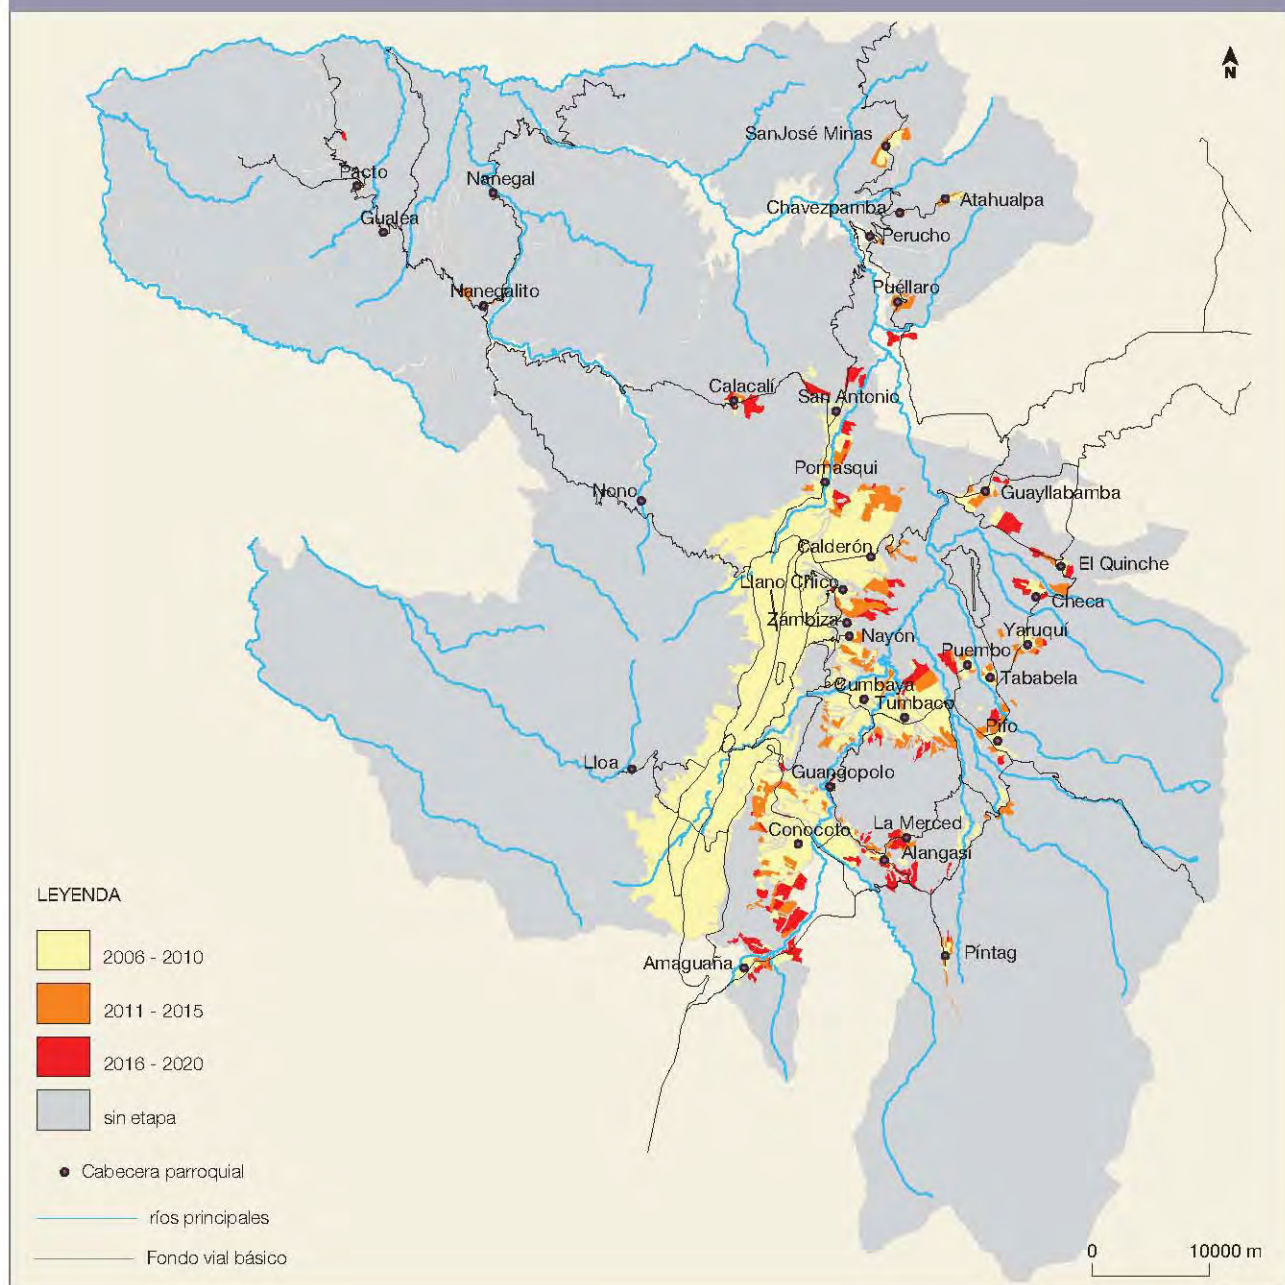 N
SanJosé Minas
Pacto
Nanegal
Atahualpa
Chavezpamba
Gualea
Perucho
Puéllaro
Nanegalito
Calacalí
San Antonio
Pomasqui
Nono
Guayllabamba
Calderón
El Quinche
Llano Chico
Checa
Zámbiza
Nayón
Yaruquí
Puembo
Tababela
Cumbaya
Tumbaco
Pifo
Lloa
Guangopolo
La Merced
Conocoto
Alangasí
Píntag
Amaguaña
LEYENDA
2006 - 2010
2011 - 2015
2016 - 2020
sin etapa
Cabecera parroquial
ríos principales
Fondo vial básico
0 10000 m